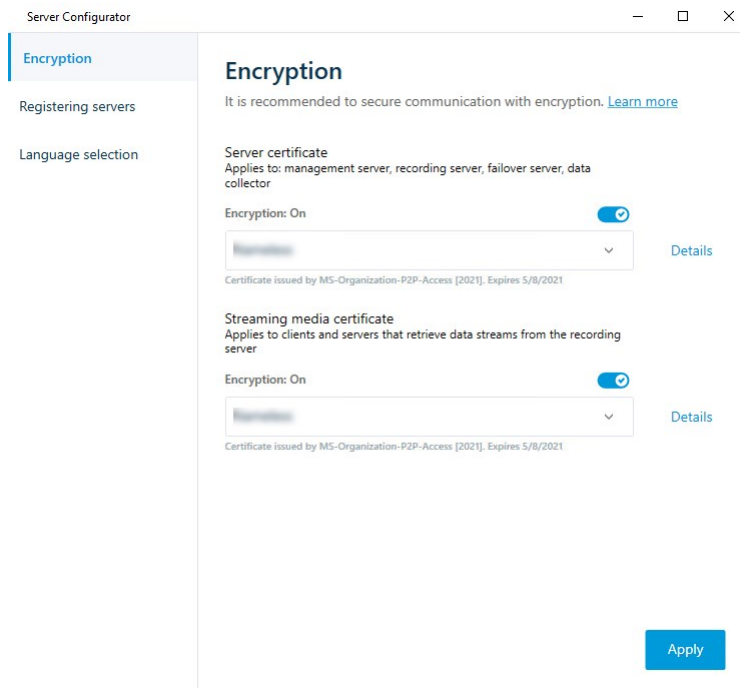 Server Configurator
Encryption
Registering servers
Language selection
Encryption
It is recommended to secure communication with encryption. Learn more
Server certificate
Applies to: management server, recording server, failover server, data
collector
Encryption: On
Details
Certificate issued by MS-Organization-P2P-Access [2021]. Expires 5/8/2021
Streaming media certificate
Applies to clients and servers that retrieve data streams from the recording
server
Encryption: On
Details
Certificate issued by MS-Organization-P2P-Access [2021]. Expires 5/8/2021
Apply